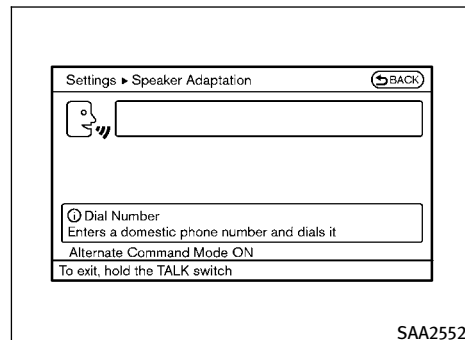 Settings ▶ Speaker Adaptation
BACK
Dial Number
Enters a domestic phone number and dials it
Alternate Command Mode ON
To exit, hold the TALK switch
SAA2552